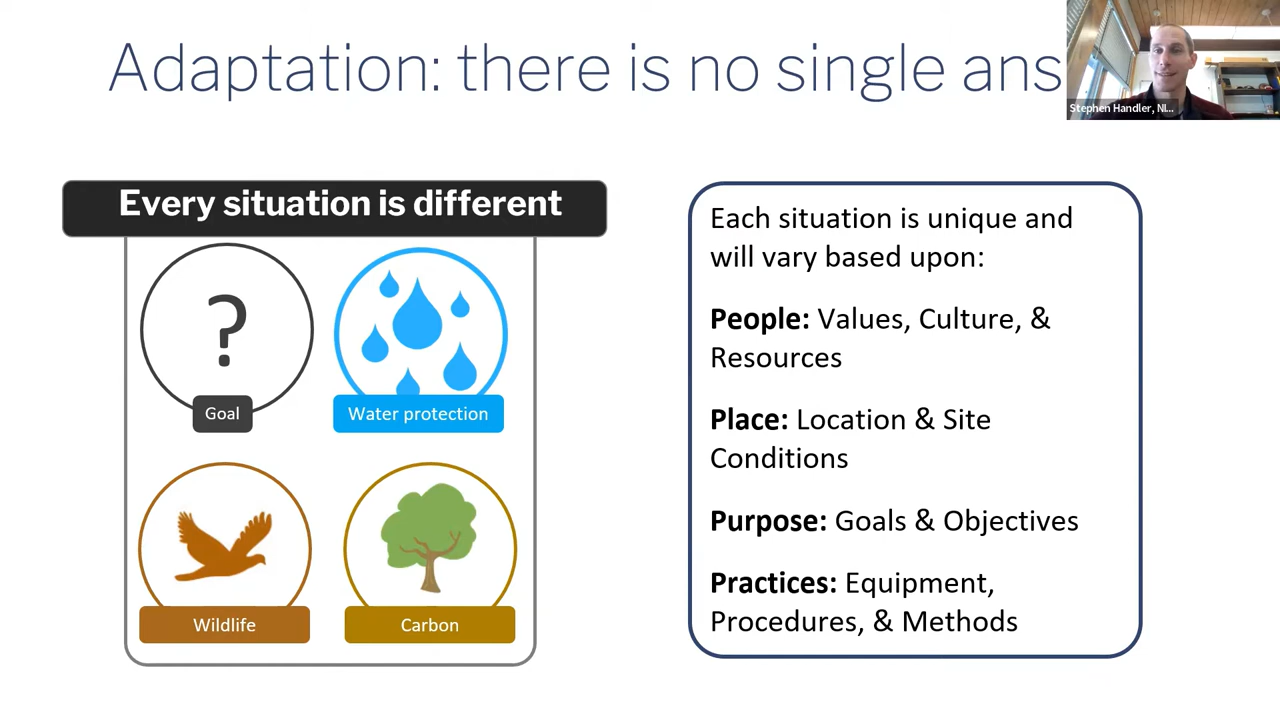 Adaptation: there is no single ans
Stephen Handler, NI...
Every situation is different
?
Goal
Water protection
Wildlife
Carbon
Each situation is unique and
will vary based upon:
People: Values, Culture, &
Resources
Place: Location & Site
Conditions
Purpose: Goals & Objectives
Practices: Equipment,
Procedures, & Methods